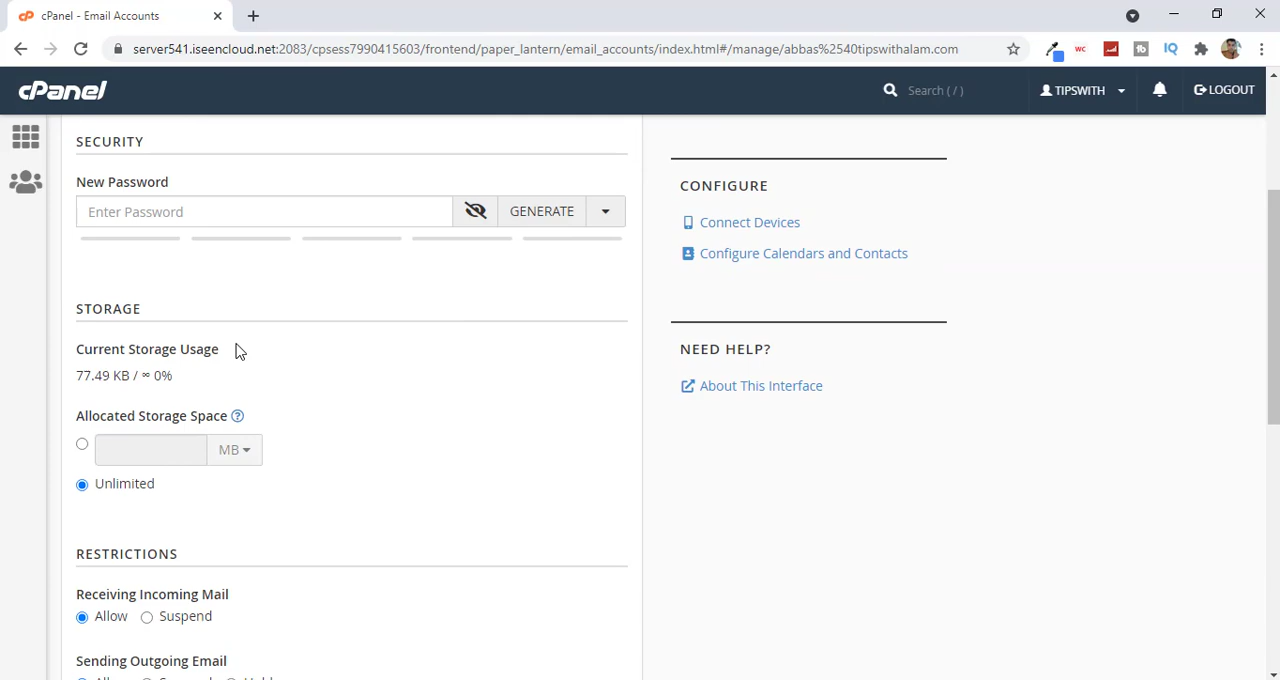 cPanel - Email Accounts
server541.iseencloud.net:2083/cpsess7990415603/frontend/paper_lantern/email_accounts/index.html#/manage/abbas%2540tipswithalam.com
WC
tb
IQ
cPanel
Search ( / )
TIPSWITH
LOGOUT
SECURITY
New Password
Enter Password
GENERATE
STORAGE
Current Storage Usage
77.49 KB / ∞ 0%
Allocated Storage Space ?
MB
Unlimited
RESTRICTIONS
Receiving Incoming Mail
Allow Suspend
Sending Outgoing Email
CONFIGURE
Connect Devices
Configure Calendars and Contacts
NEED HELP?
About This Interface